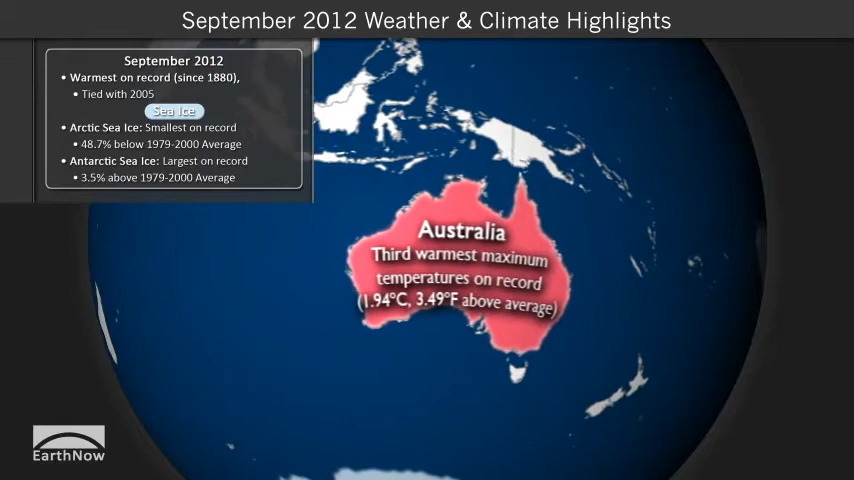 September 2012 Weather & Climate Highlights
September 2012
• Warmest on record (since 1880),
• Tied with 2005
Sea Ice
• Arctic Sea Ice: Smallest on record
• 48.7% below 1979-2000 Average
• Antarctic Sea Ice: Largest on record
• 3.5% above 1979-2000 Average
Australia
Third warmest maximum
temperatures on record
(1.94°C, 3.49°F above average)
EarthNow